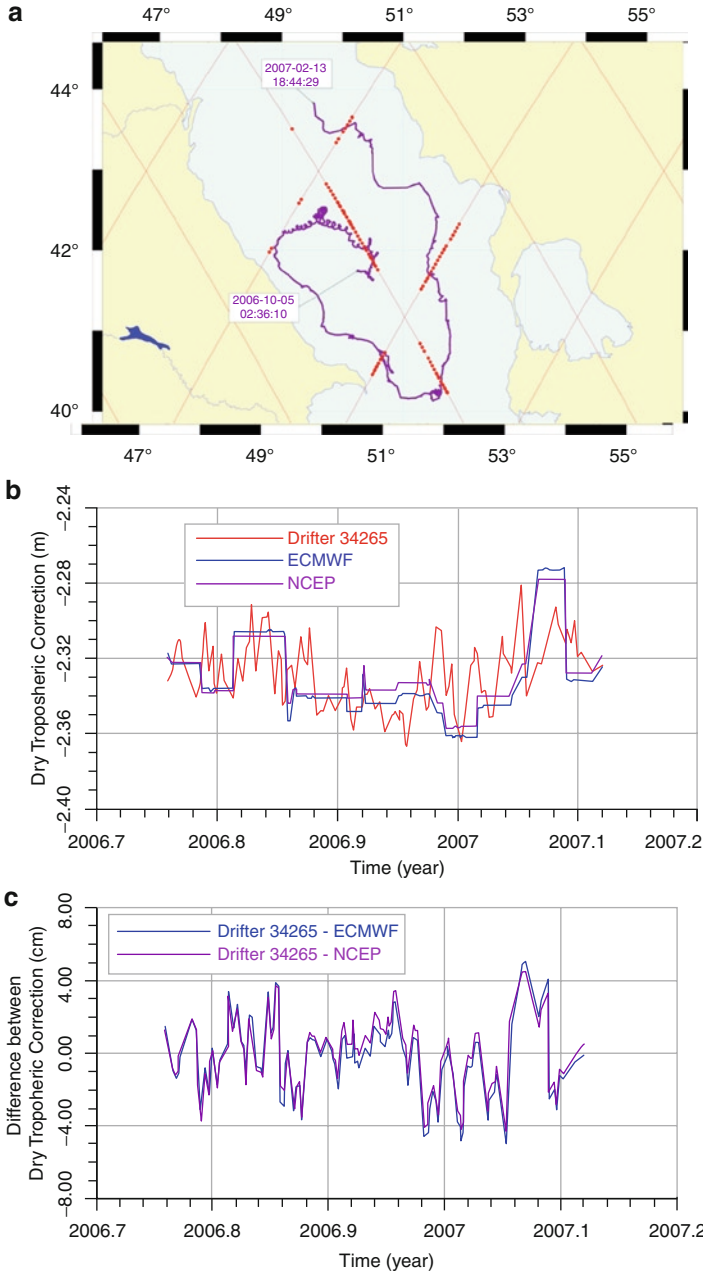 a
47° 49° 51° 53° 55°
2007-02-13
18:44:29
44°
42°
2006-10-05
02:36:10
40°
47° 49° 51° 53° 55°
b
Dry Troposheric Correction (m)
−2.24
−2.28
−2.32
−2.36
−2.40
Drifter 34265
ECMWF
NCEP
2006.7 2006.8 2006.9 2007 2007.1 2007.2
Time (year)
c
Difference between
Dry Tropoheric Correction (cm)
8.00
4.00
0.00
−4.00
−8.00
Drifter 34265 - ECMWF
Drifter 34265 - NCEP
2006.7 2006.8 2006.9 2007 2007.1 2007.2
Time (year)